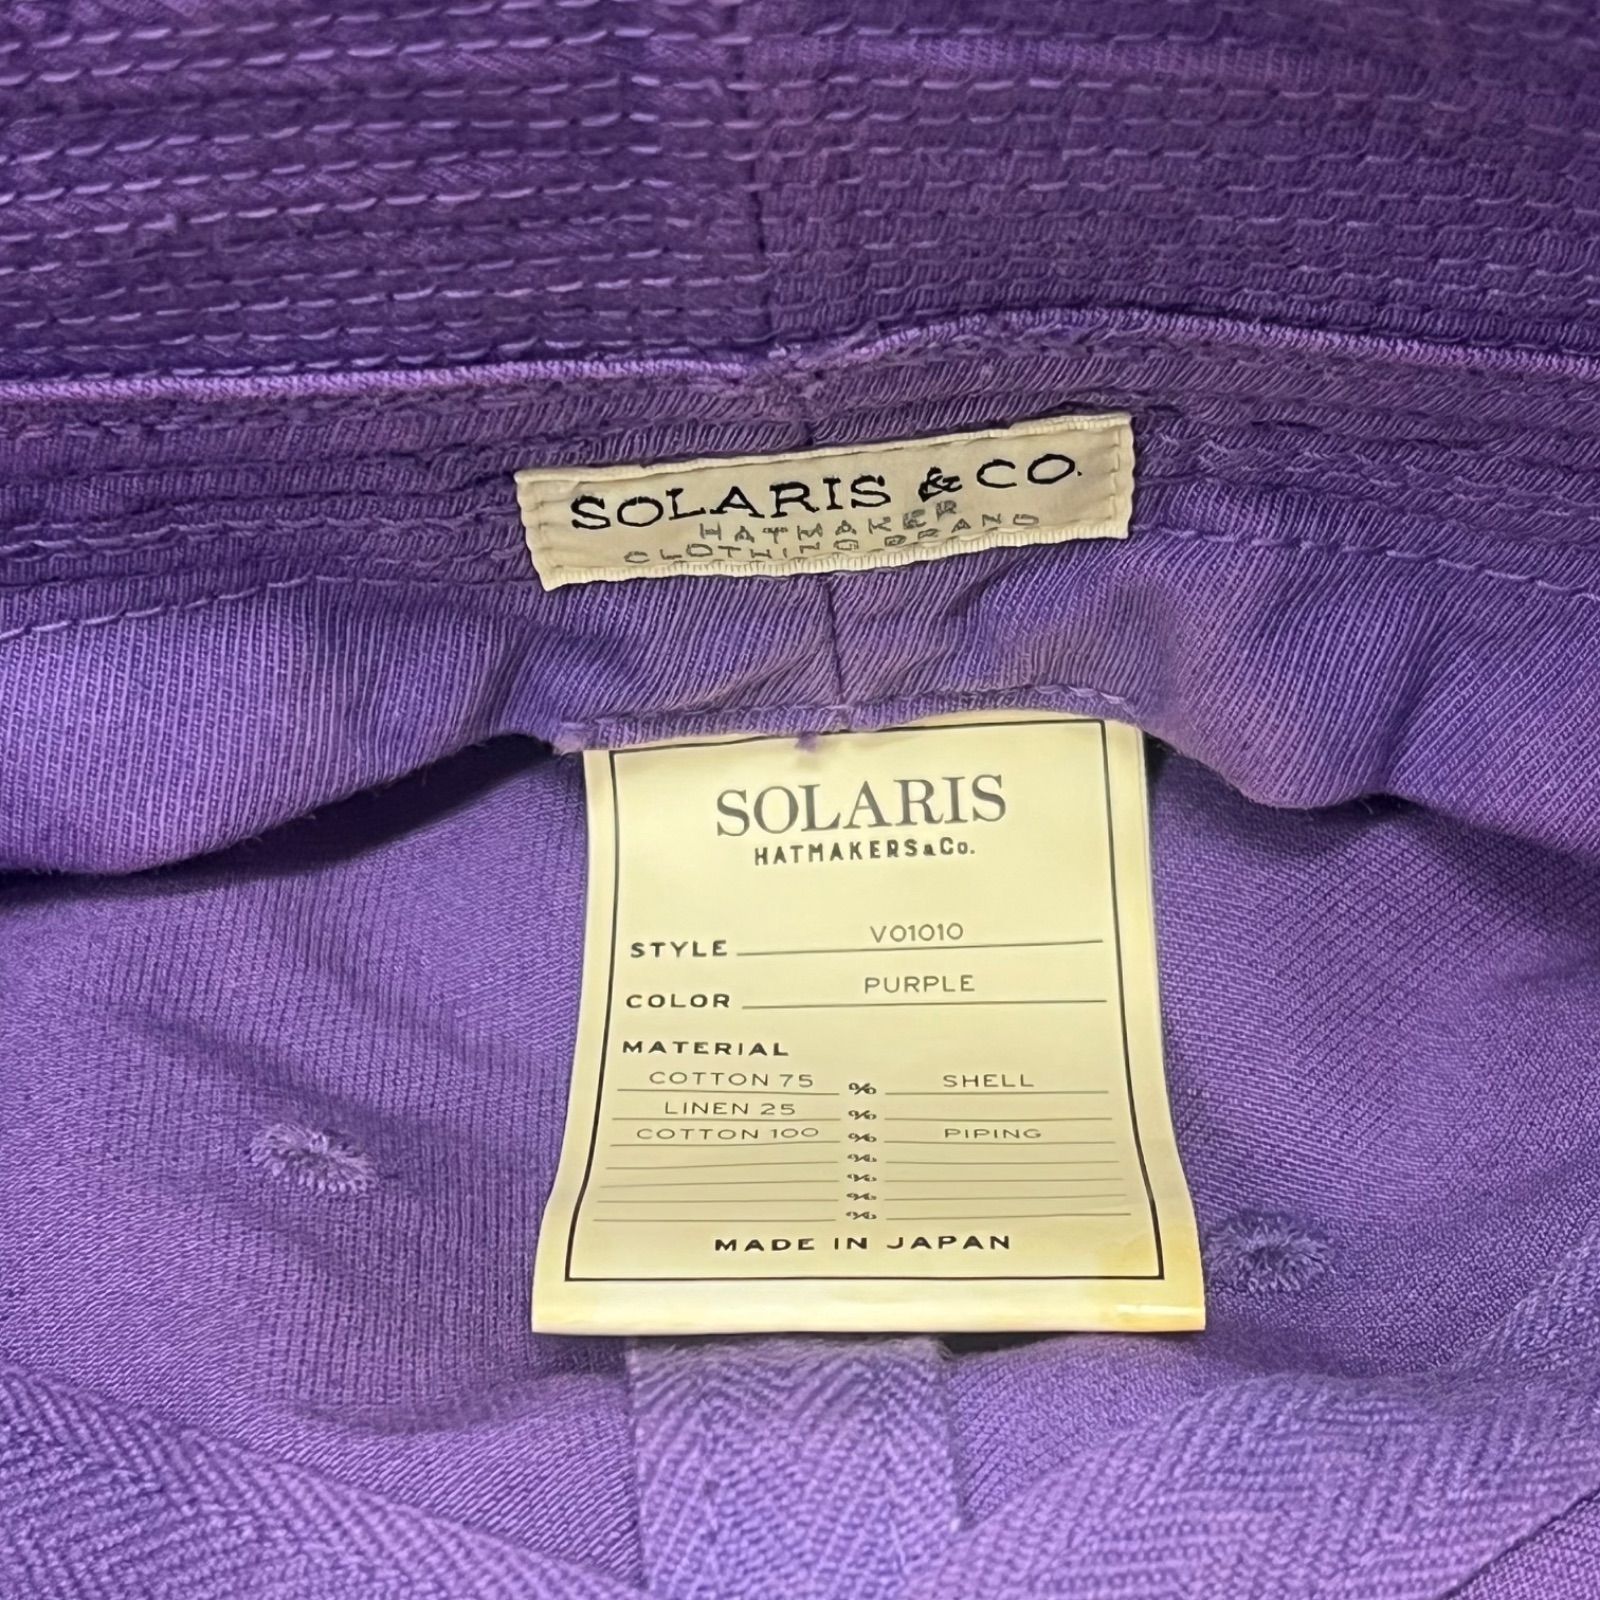 SOLARIS & CO.
HATMAKER
CLOTHING BRAND
SOLARIS
HATMAKERS & Co.
STYLE V01010
COLOR PURPLE
MATERIAL
COTTON 75 % SHELL
LINEN 25 %
COTTON 100 % PIPING
%
%
%
%
MADE IN JAPAN